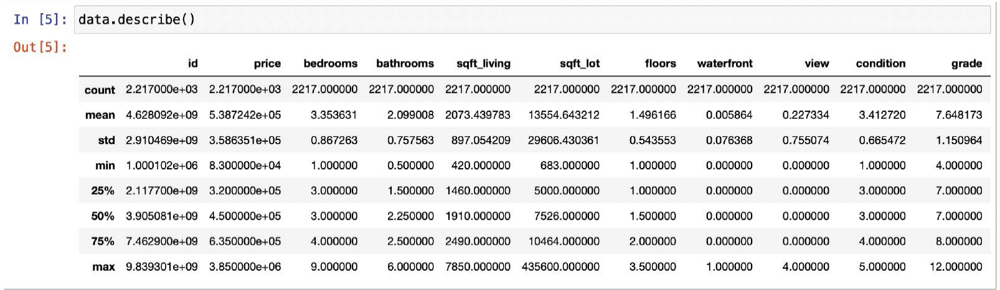 In [5]: data.describe()
Out[5]:
id price bedrooms bathrooms sqft_living sqft_lot floors waterfront view condition grade
count 2.217000e+03 2.217000e+03 2217.000000 2217.000000 2217.000000 2217.000000 2217.000000 2217.000000 2217.000000 2217.000000 2217.000000
mean 4.628092e+09 5.387242e+05 3.353631 2.099008 2073.439783 13554.643212 1.496166 0.005864 0.227334 3.412720 7.648173
std 2.910469e+09 3.586351e+05 0.867263 0.757563 897.054209 29606.430361 0.543553 0.076368 0.755074 0.665472 1.150964
min 1.000102e+06 8.300000e+04 1.000000 0.500000 420.000000 683.000000 1.000000 0.000000 0.000000 1.000000 4.000000
25% 2.117700e+09 3.200000e+05 3.000000 1.500000 1460.000000 5000.000000 1.000000 0.000000 0.000000 3.000000 7.000000
50% 3.905081e+09 4.500000e+05 3.000000 2.250000 1910.000000 7526.000000 1.500000 0.000000 0.000000 3.000000 7.000000
75% 7.462900e+09 6.350000e+05 4.000000 2.500000 2490.000000 10464.000000 2.000000 0.000000 0.000000 4.000000 8.000000
max 9.839301e+09 3.850000e+06 9.000000 6.000000 7850.000000 435600.000000 3.500000 1.000000 4.000000 5.000000 12.000000